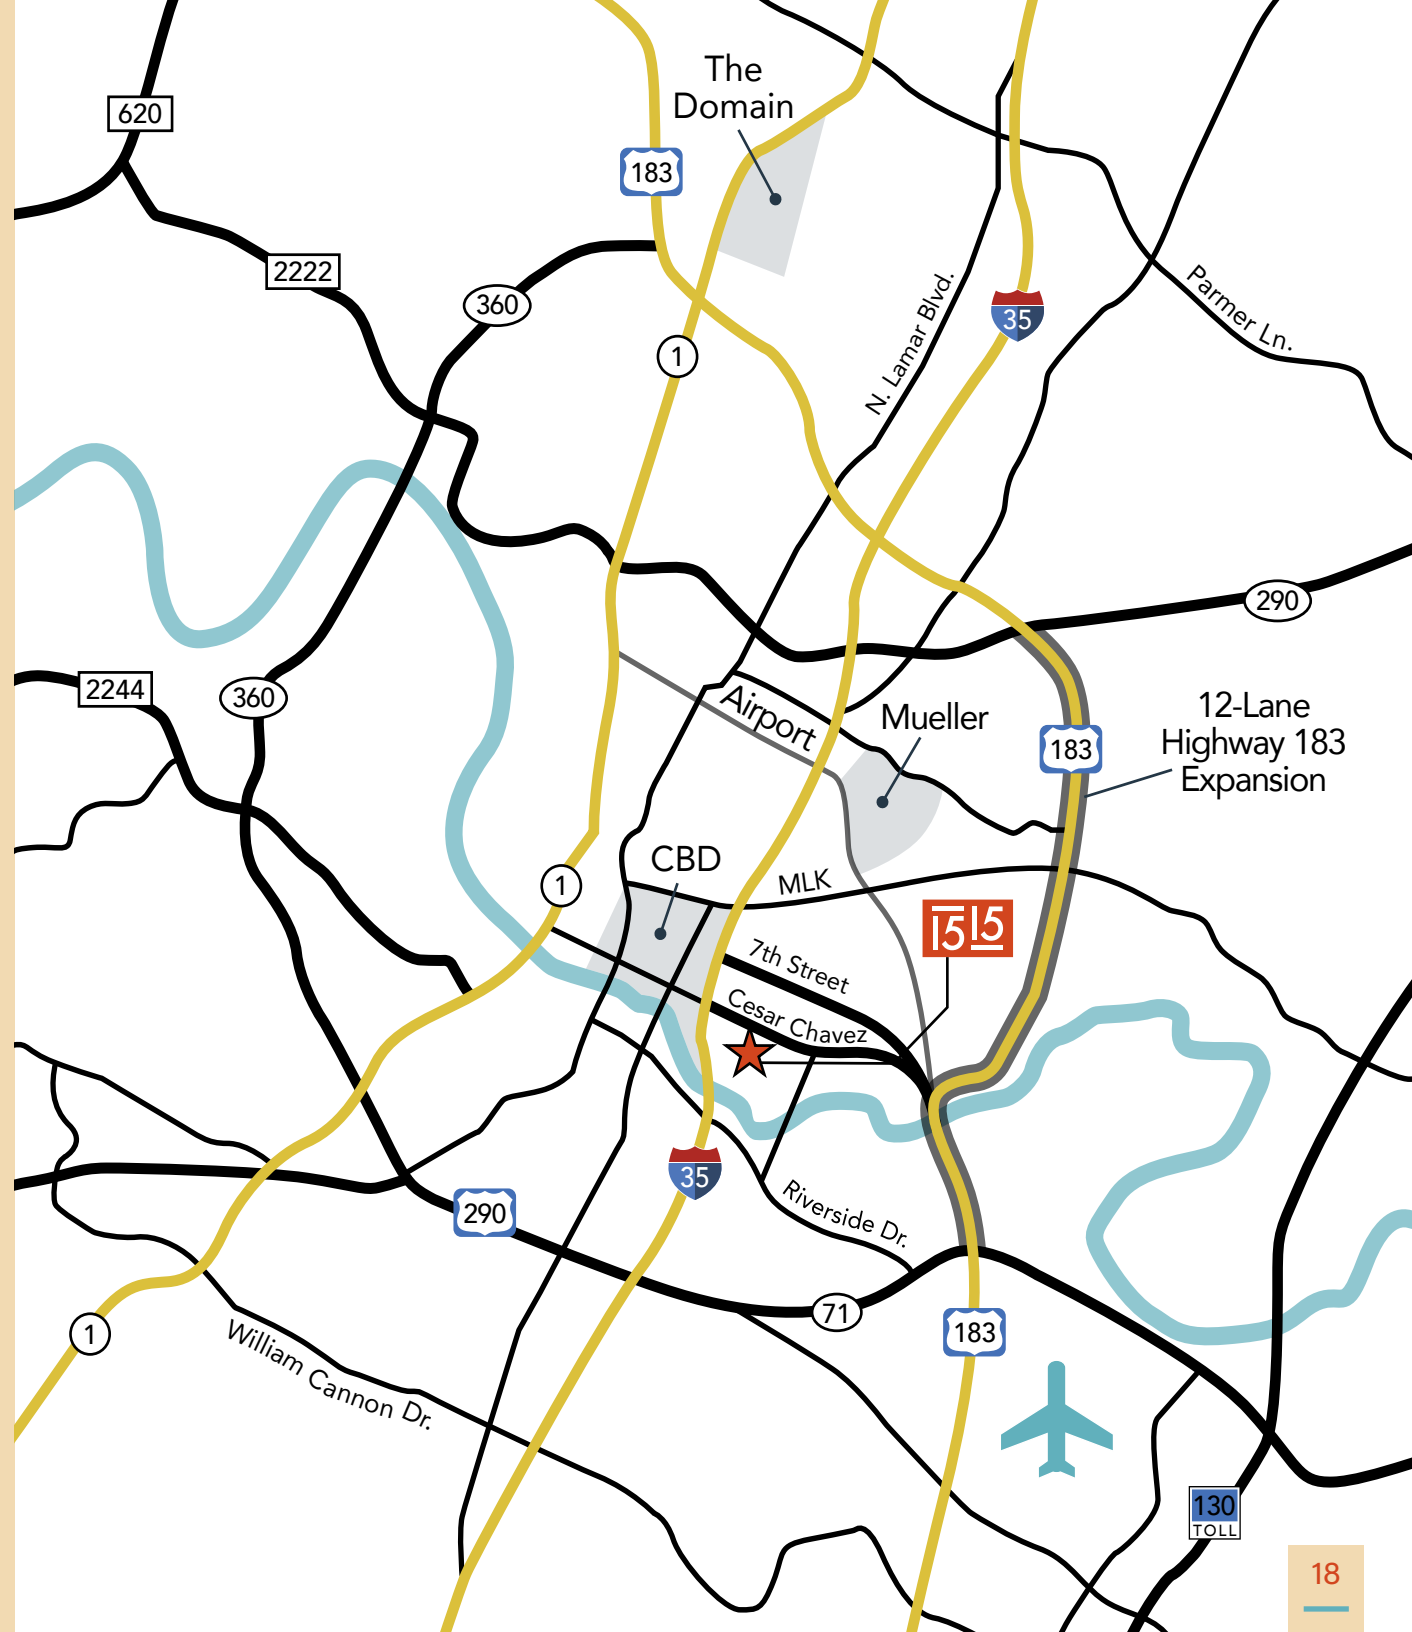 The
Domain
620
183
2222
360
1
N. Lamar Blvd.
35
Parmer Ln.
290
2244
360
Airport
Mueller
183
12-Lane
Highway 183
Expansion
CBD
1
MLK
1515
7th Street
Cesar Chavez
35
290
Riverside Dr.
71
183
1
William Cannon Dr.
130
TOLL
18